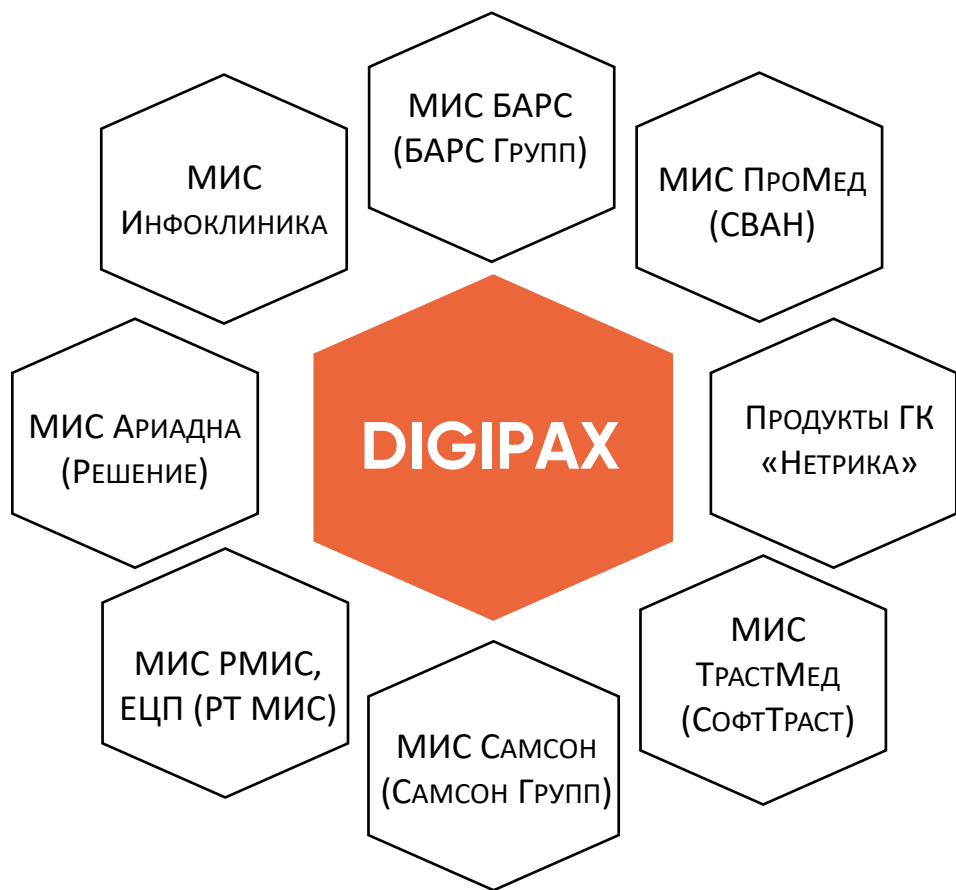 МИС БАРС
(БАРС Групп)
МИС
Инфоклиника
МИС ПроМед
(СВАН)
МИС Ариадна
(Решение)
DIGIPAX
Продукты ГК
«Нетрика»
МИС РМИС,
ЕЦП (РТ МИС)
МИС Самсон
(Самсон Групп)
МИС
ТрастМед
(СофтТраст)